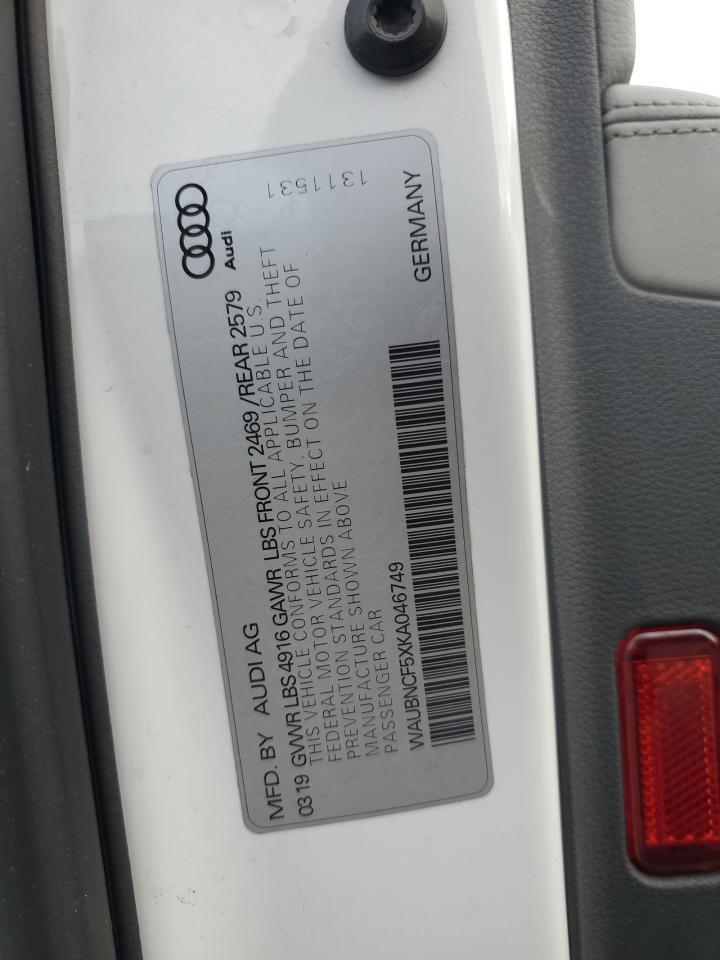 MFD. BY AUDI AG
Audi
0319 GVWR LBS 4916 GAWR LBS FRONT 2469 /REAR 2579
THIS VEHICLE CONFORMS TO ALL APPLICABLE U.S.
FEDERAL MOTOR VEHICLE SAFETY, BUMPER AND THEFT
PREVENTION STANDARDS IN EFFECT ON THE DATE OF
MANUFACTURE SHOWN ABOVE
PASSENGER CAR
1311531
WAUBNCF5XKA046749
GERMANY